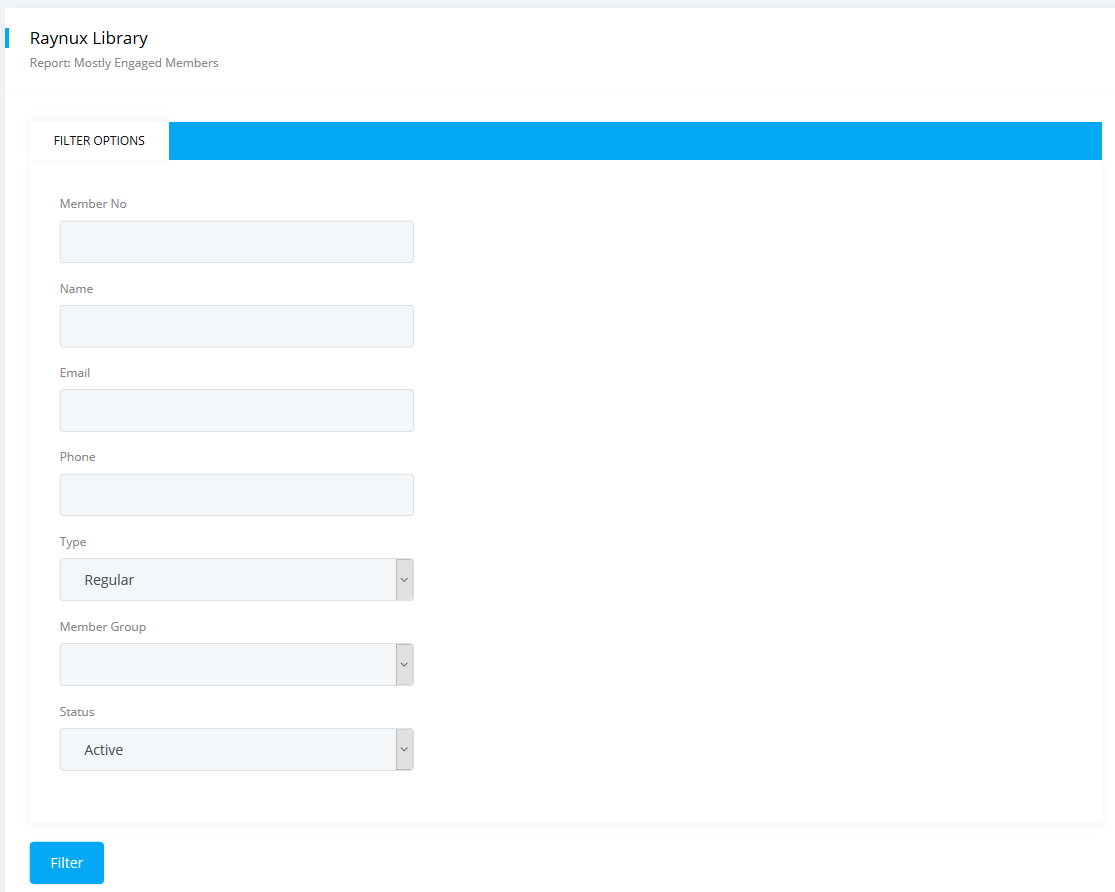 Raynux Library
Report: Mostly Engaged Members
FILTER OPTIONS
Member No
Name
Email
Phone
Type
Regular
Member Group
Status
Active
Filter